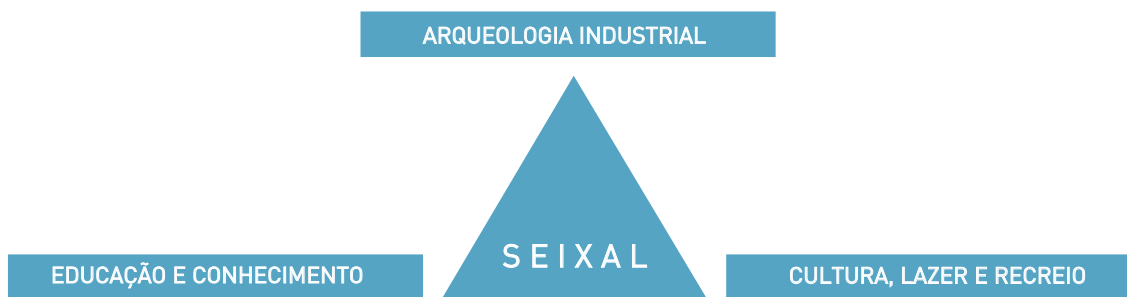 ARQUEOLOGIA INDUSTRIAL
SEIXAL
EDUCAÇÃO E CONHECIMENTO
CULTURA, LAZER E RECREIO